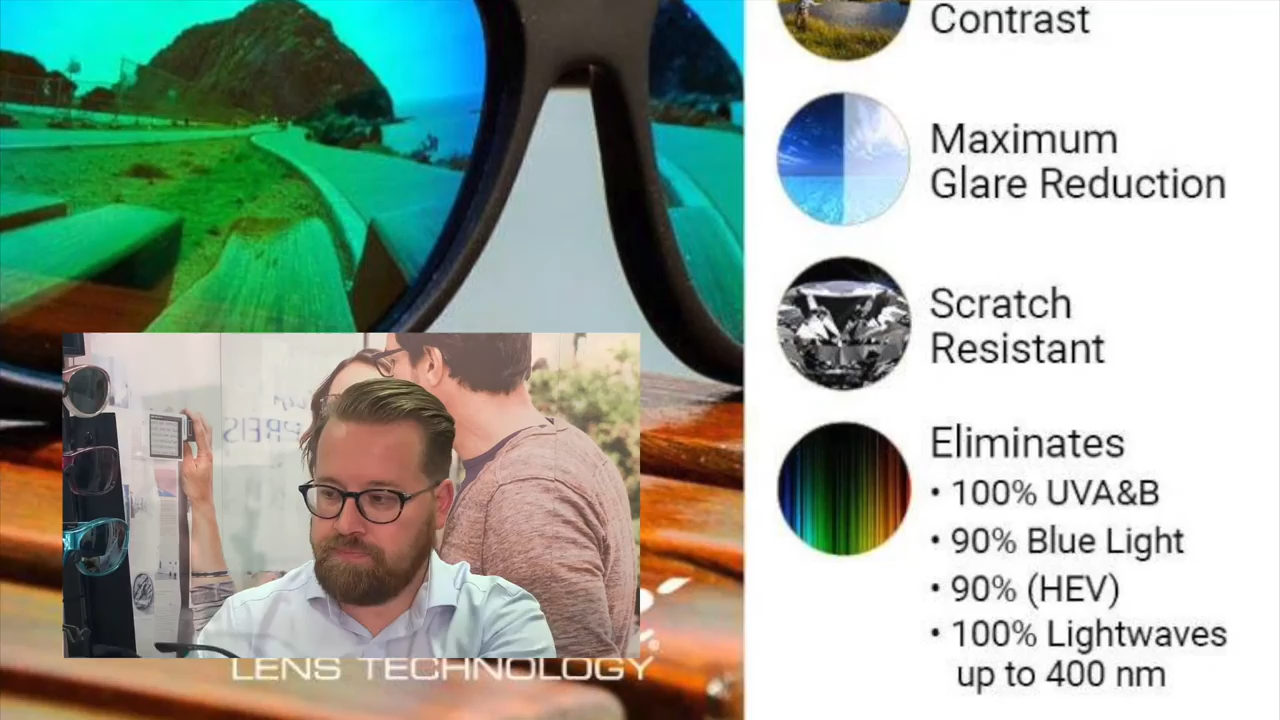 Contrast
Maximum
Glare Reduction
Scratch
Resistant
Eliminates
• 100% UVA&B
• 90% Blue Light
• 90% (HEV)
• 100% Lightwaves
up to 400 nm
PREIS
LENS TECHNOLOGY